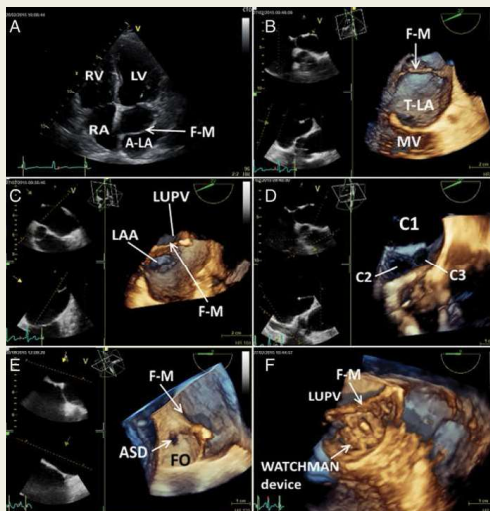 A
V
RV
LV
RA
F-M
A-LA
B
F-M
T-LA
MV
C
V
LUPV
LAA
F-M
D
C1
C2
C3
E
V
F-M
ASD
FO
F
F-M
LUPV
WATCHMAN
device